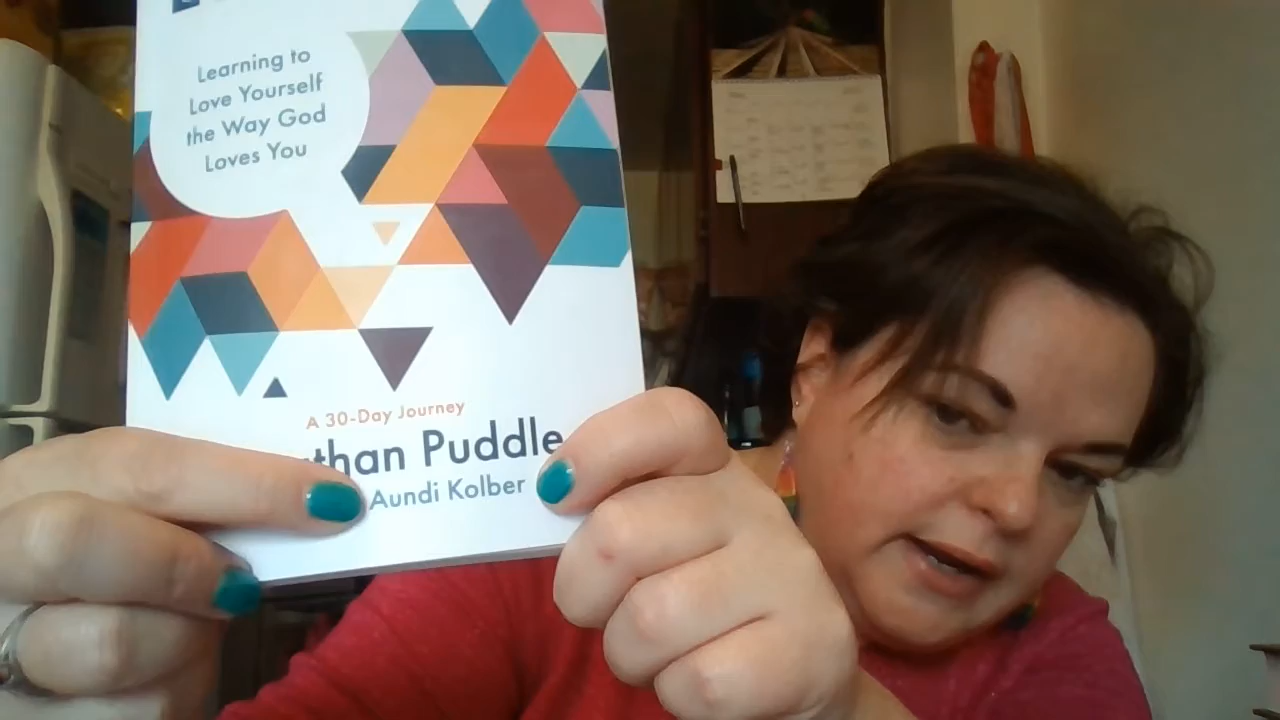 Learning to
Love Yourself
the Way God
Loves You
A 30-Day Journey
than Puddle
Aundi Kolber